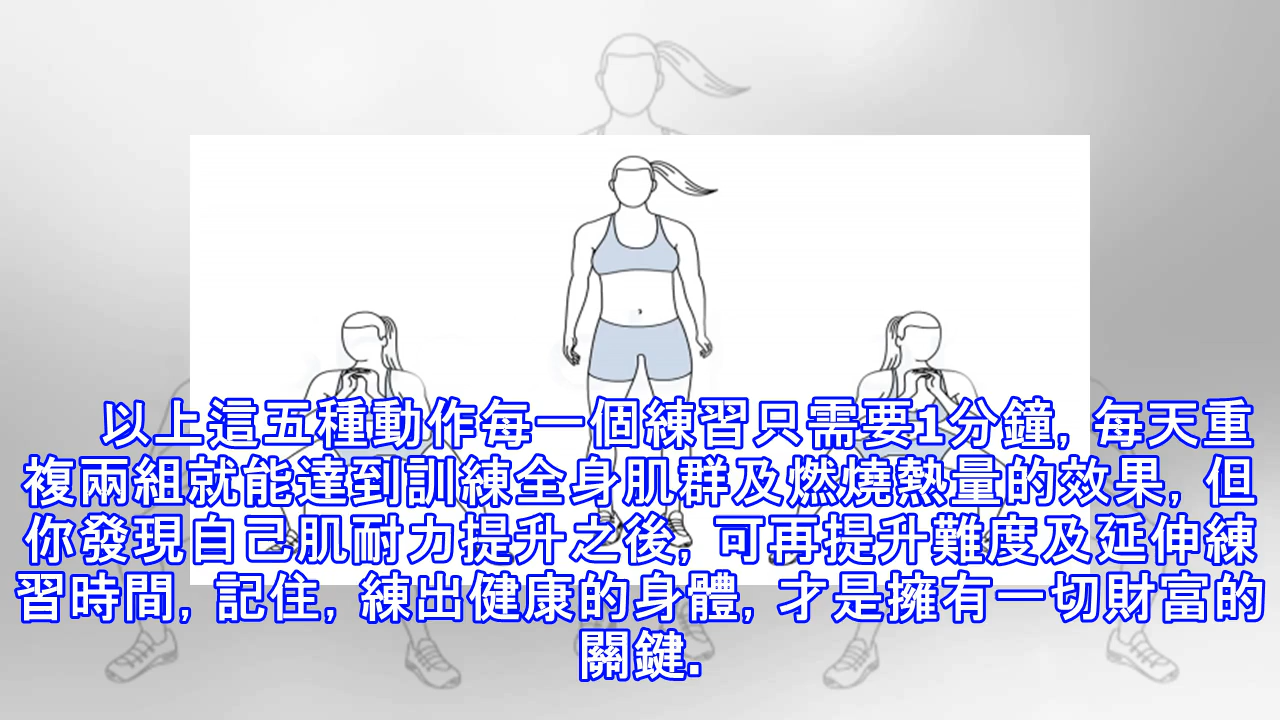 以上這五種動作每一個練習只需要1分鐘, 每天重
複兩組就能達到訓練全身肌群及燃燒熱量的效果, 但
你發現自己肌耐力提升之後, 可再提升難度及延伸練
習時間, 記住, 練出健康的身體, 才是擁有一切財富的
關鍵.